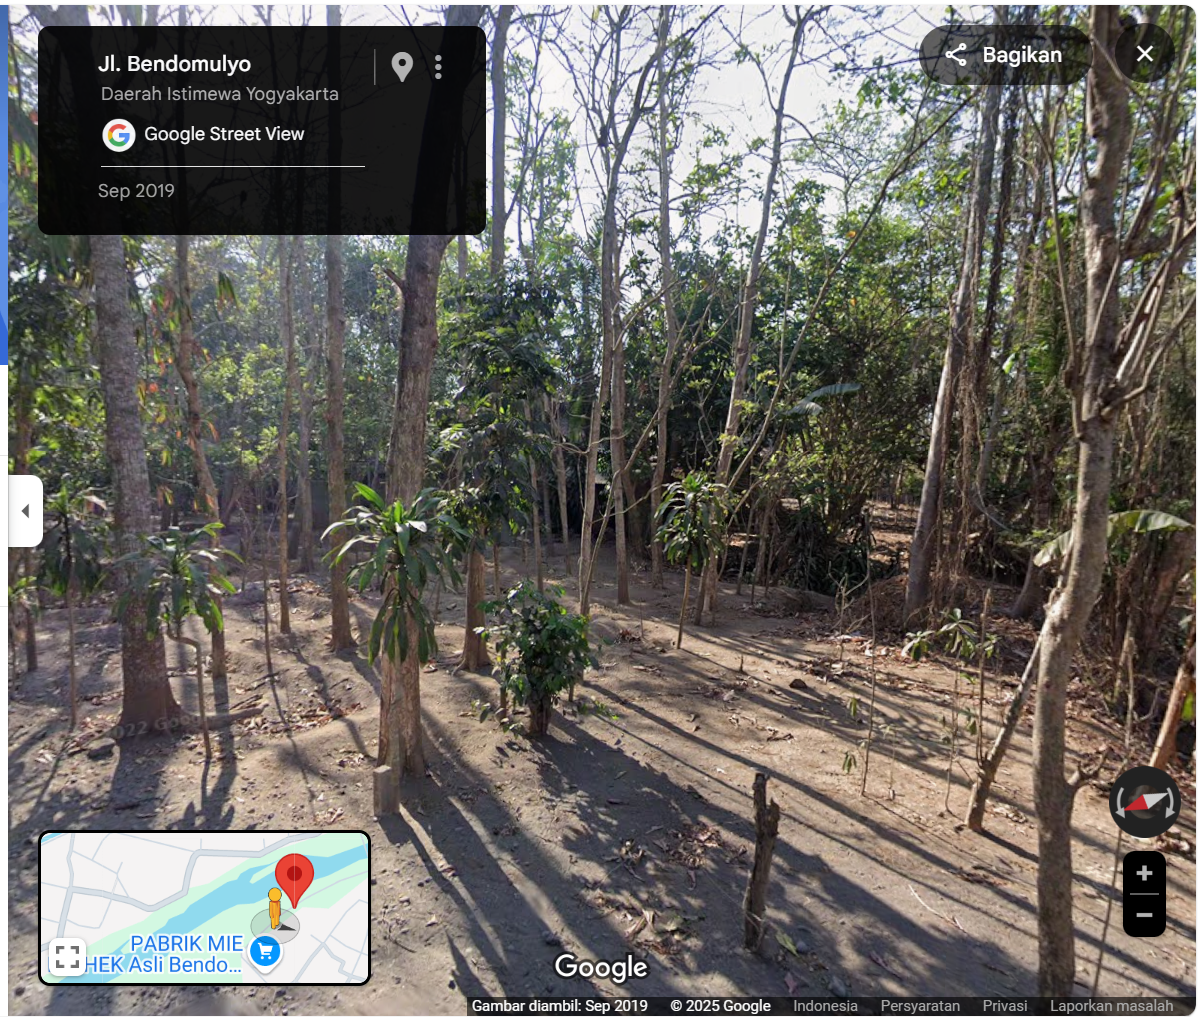 Jl. Bendomulyo
Daerah Istimewa Yogyakarta
Google Street View
Sep 2019
Bagikan
PABRIK MIE
HEK Asli Bendo...
Google
Gambar diambil: Sep 2019 © 2025 Google Indonesia Persyaratan Privasi Laporkan masalah